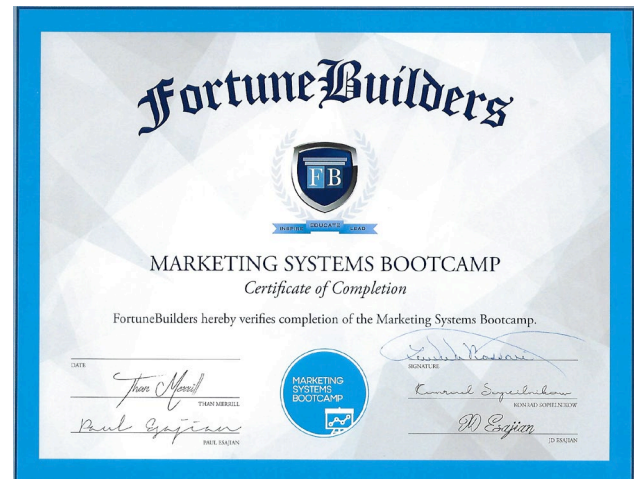 FortuneBuilders
FB
INSPIRE EDUCATE LEAD
MARKETING SYSTEMS BOOTCAMP
Certificate of Completion
FortuneBuilders hereby verifies completion of the Marketing Systems Bootcamp.
DATE
SIGNATURE
Than Merrill
THAN MERRILL
MARKETING
SYSTEMS
BOOTCAMP
KONRAD SOPIELNIKOW
Paul Esajian
PAUL ESAJIAN
JD Esajian
JD ESAJIAN